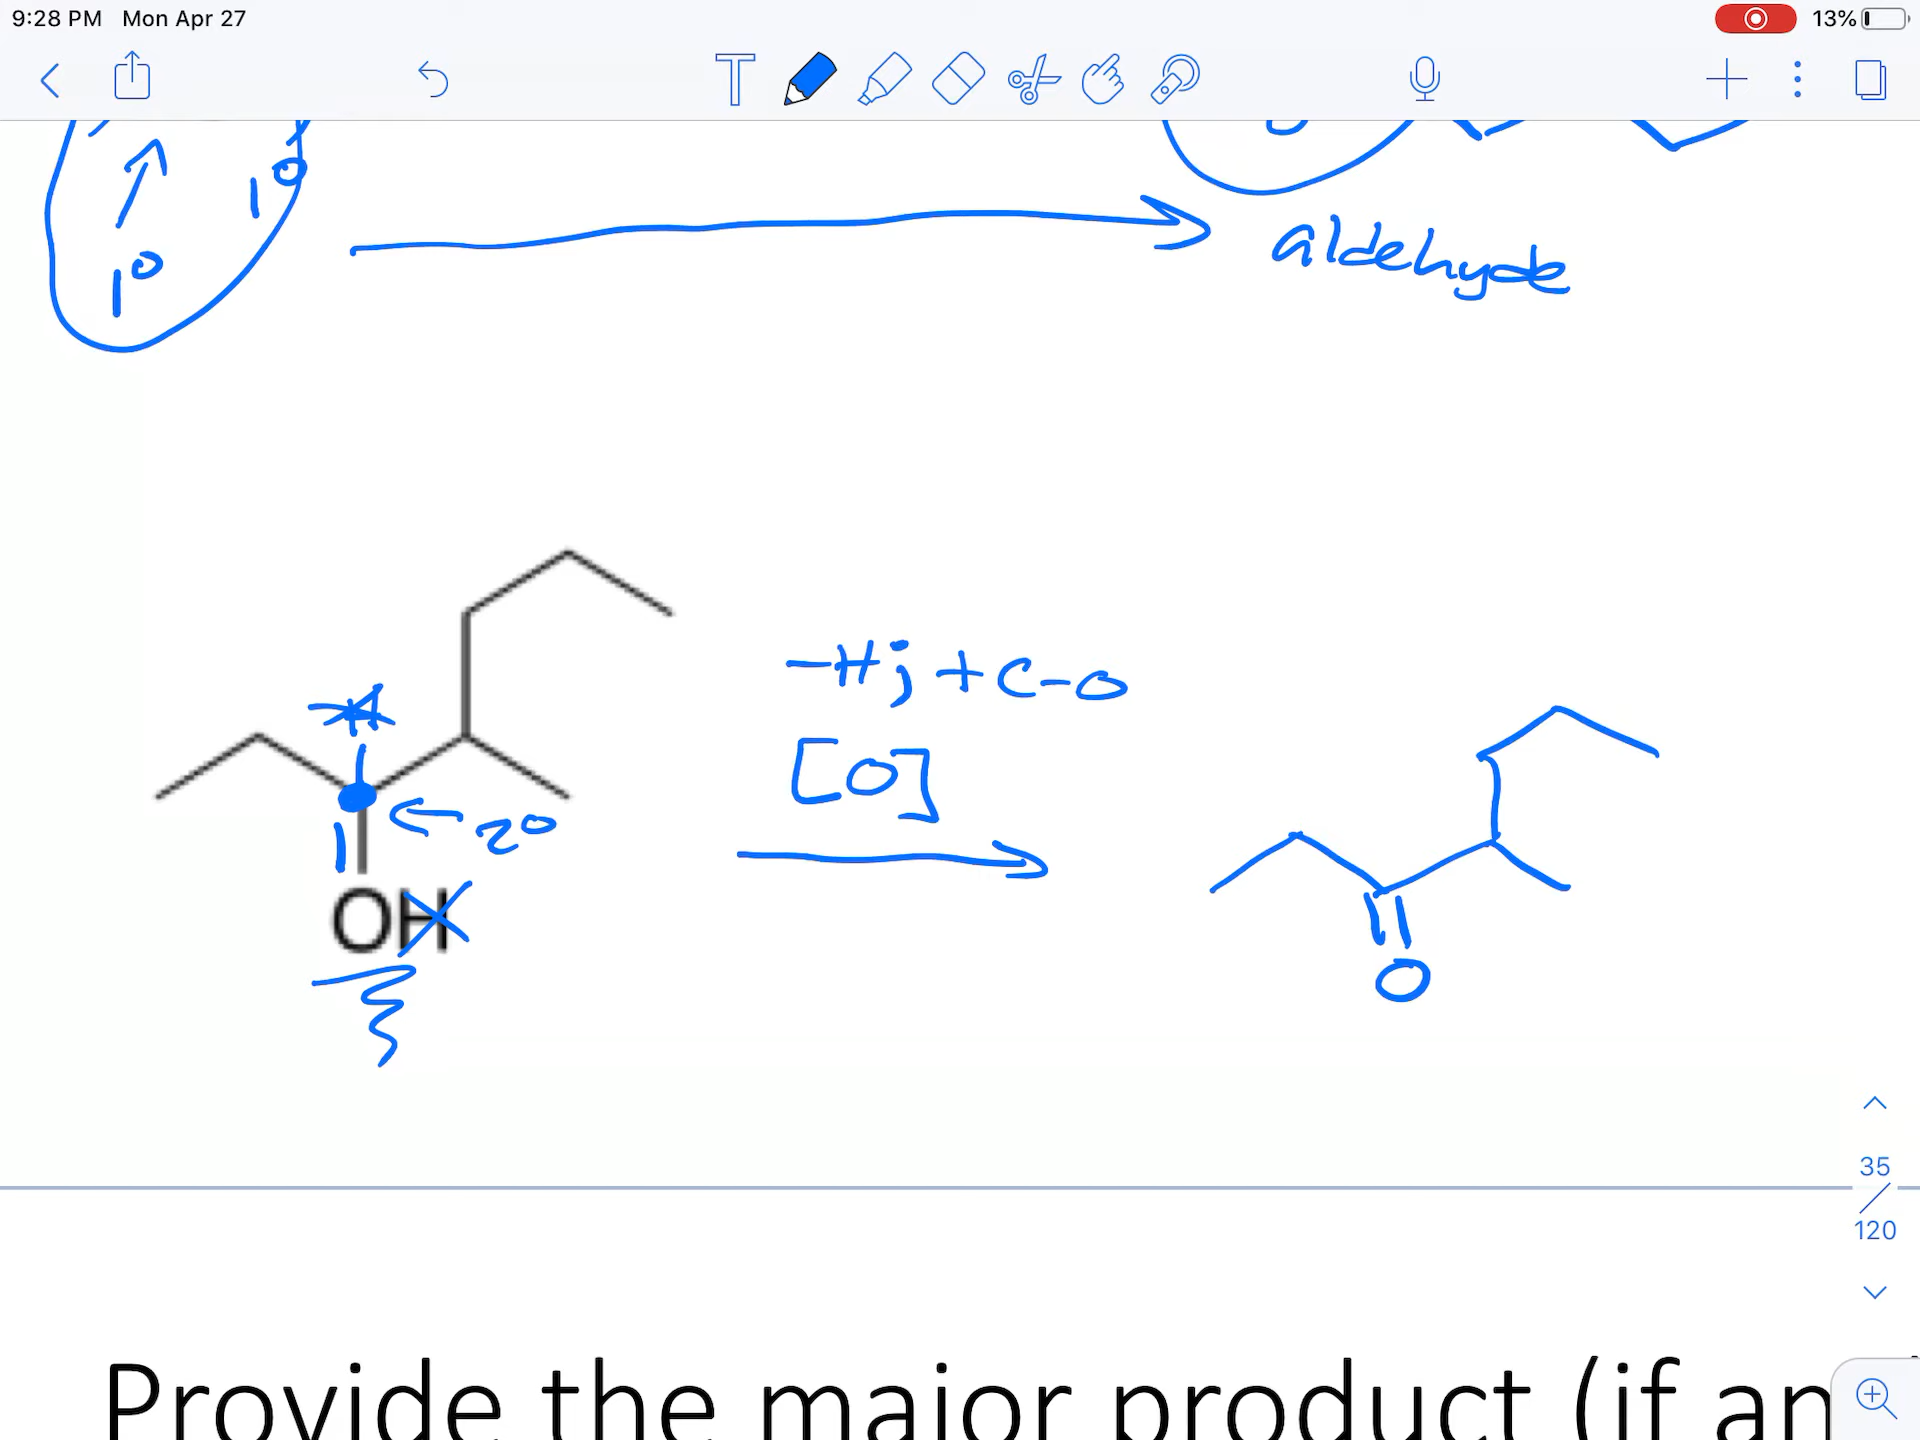 9:28 PM Mon Apr 27
13%
T
1°
1°
aldehyde
-H; + C-O
[O]
H
2°
OH
O
35
120
Provide the major product (if an